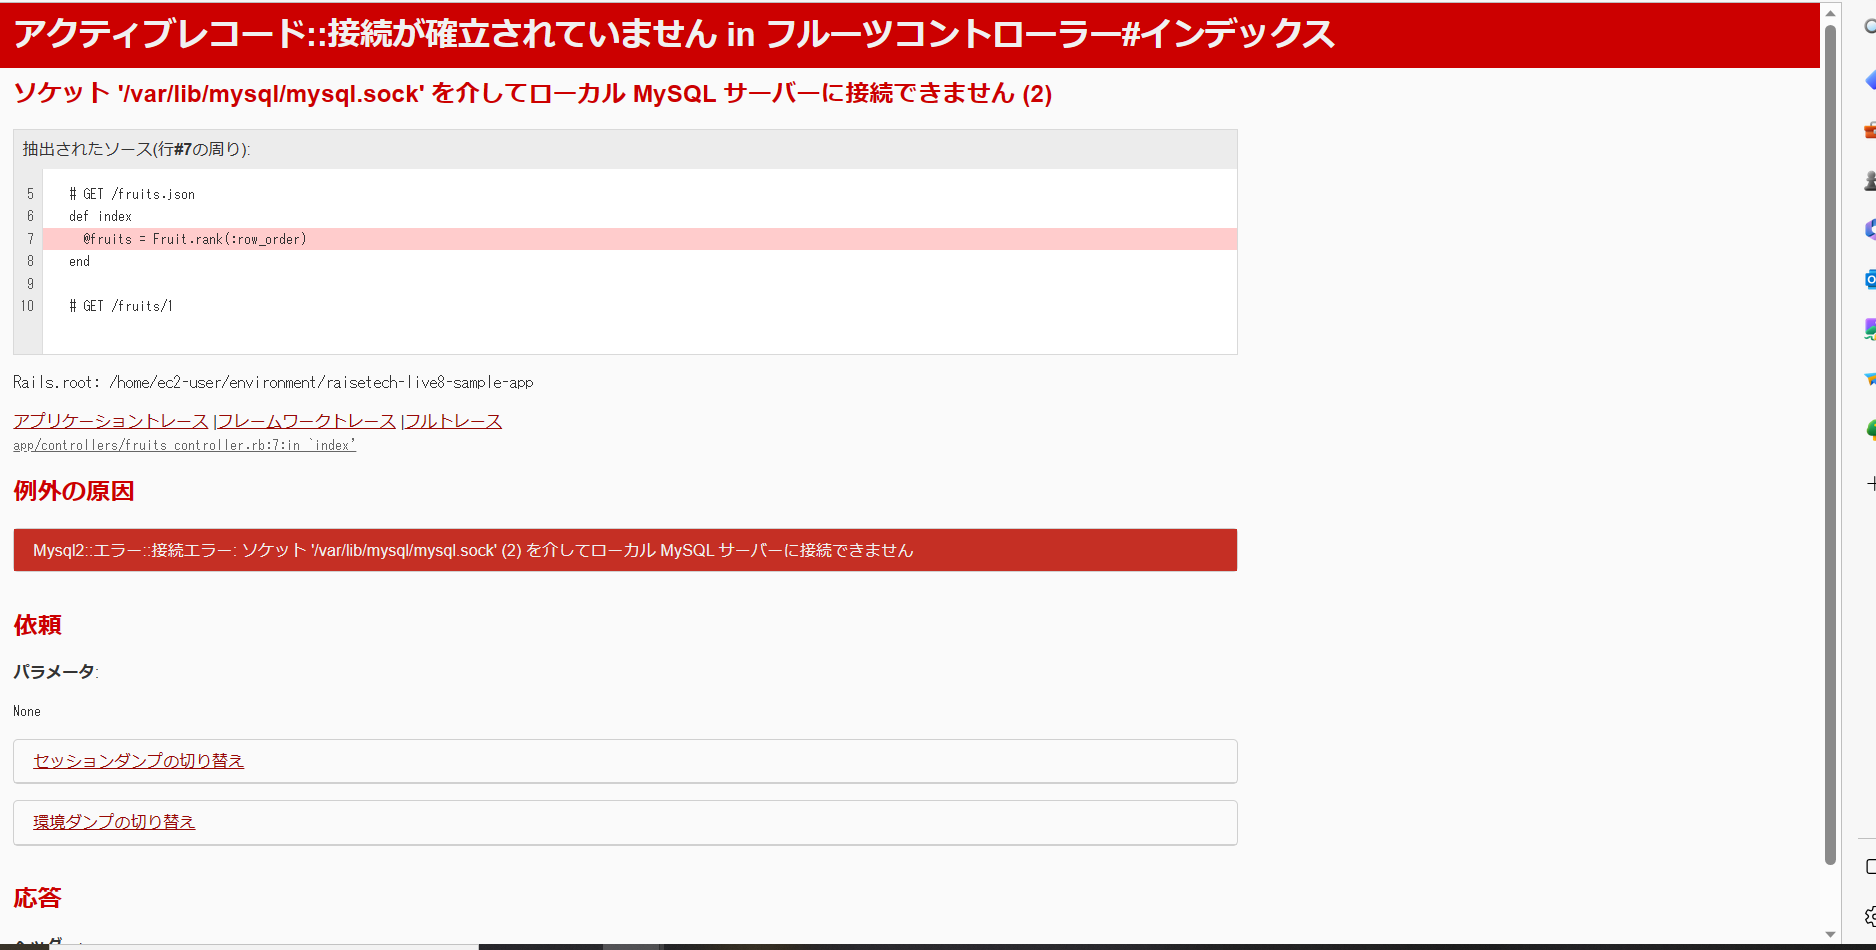 アクティブレコード::接続が確立されていません in フルーツコントローラー#インデックス
ソケット '/var/lib/mysql/mysql.sock' を介してローカル MySQL サーバーに接続できません (2)
抽出されたソース(行#7の周り):
5 # GET /fruits.json
6 def index
7 @fruits = Fruit.rank(:row_order)
8 end
9
10 # GET /fruits/1
Rails.root: /home/ec2-user/environment/raisetech-live8-sample-app
アプリケーショントレース |フレームワークトレース |フルトレース
app/controllers/fruits_controller.rb:7:in `index'
例外の原因
Mysql2::エラー::接続エラー: ソケット '/var/lib/mysql/mysql.sock' (2) を介してローカル MySQL サーバーに接続できません
依頼
パラメータ:
None
セッションダンプの切り替え
環境ダンプの切り替え
応答